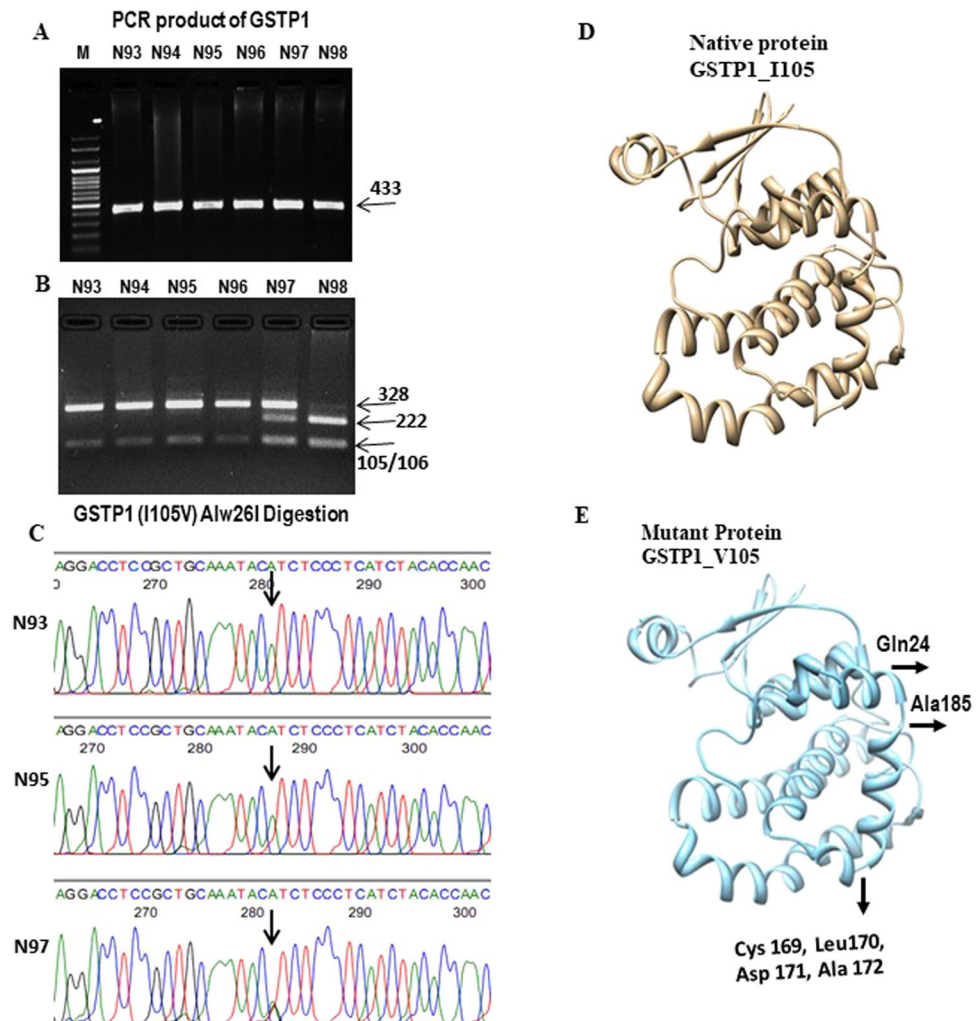 A
PCR product of GSTP1
M N93 N94 N95 N96 N97 N98
433
B
N93 N94 N95 N96 N97 N98
328
222
105/106
GSTP1 (I105V) Alw26I Digestion
C
AGGACCTCCGCTGCAAATACATCTCCCTCATCTACACCAAC
0 270 280 290 300
N93
AGGACCTCCGCTGCAAATACATCTCCCTCATCTACACCAAC
270 280 290 300
N95
AGGACCTCCGCTGCAAATACATCTCCCTCATCTACACCAAC
270 280 290 300
N97
D
Native protein
GSTP1_I105
E
Mutant Protein
GSTP1_V105
Gln24
Ala185
Cys 169, Leu170,
Asp 171, Ala 172